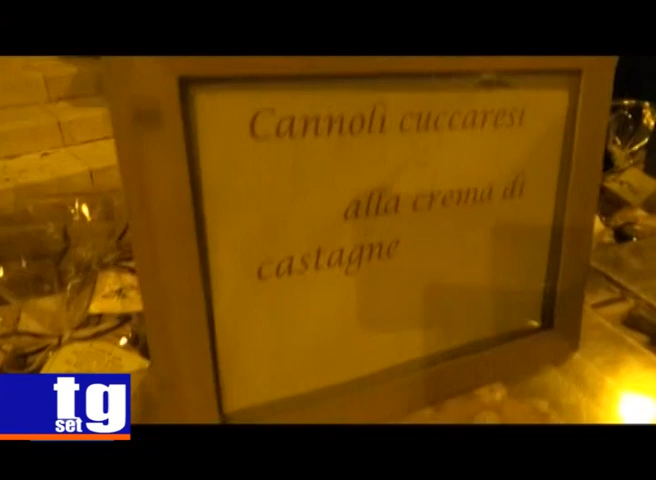 Cannoli cuccaresi
alla crema di
castagne
tg
set